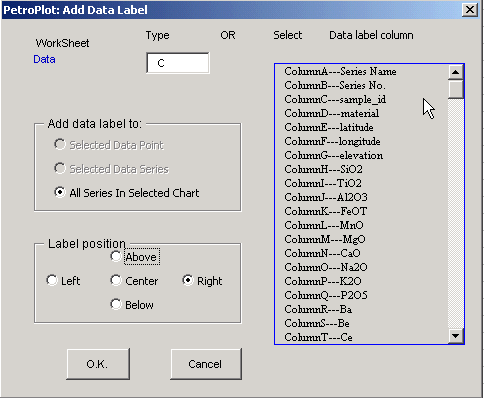 PetroPlot: Add Data Label
WorkSheet Type OR Select Data label column
Data
C
Add data label to:
Selected Data Point
Selected Data Series
All Series In Selected Chart
Label position
Above
Left Center Right
Below
O.K. Cancel
ColumnA---Series Name
ColumnB---Series No.
ColumnC---sample_id
ColumnD---material
ColumnE---latitude
ColumnF---longitude
ColumnG---elevation
ColumnH---SiO2
ColumnI---TiO2
ColumnJ---Al2O3
ColumnK---FeOT
ColumnL---MnO
ColumnM---MgO
ColumnN---CaO
ColumnO---Na2O
ColumnP---K2O
ColumnQ---P2O5
ColumnR---Ba
ColumnS---Be
ColumnT---Ce